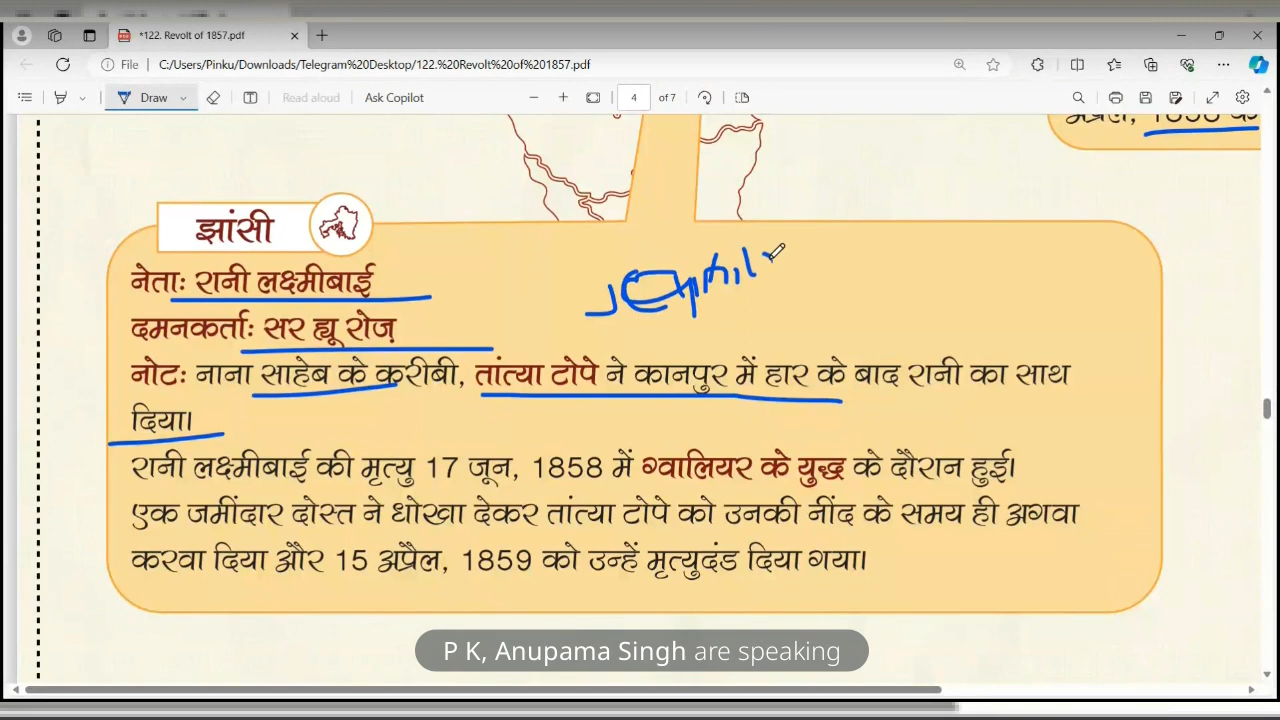 *122. Revolt of 1857.pdf
File C:/Users/Pinku/Downloads/Telegram%20Desktop/122.%20Revolt%20of%201857.pdf
Draw Read aloud Ask Copilot 4 of 7
अप्रैल, 1858 को
झांसी
नेताः रानी लक्ष्मीबाई
दमनकर्ताः सर ह्यू रोज़
नोटः नाना साहेब के करीबी, तांत्या टोपे ने कानपुर में हार के बाद रानी का साथ
दिया।
रानी लक्ष्मीबाई की मृत्यु 17 जून, 1858 में ग्वालियर के युद्ध के दौरान हुई।
एक जमींदार दोस्त ने धोखा देकर तांत्या टोपे को उनकी नींद के समय ही अगवा
करवा दिया और 15 अप्रैल, 1859 को उन्हें मृत्युदंड दिया गया।
P K, Anupama Singh are speaking